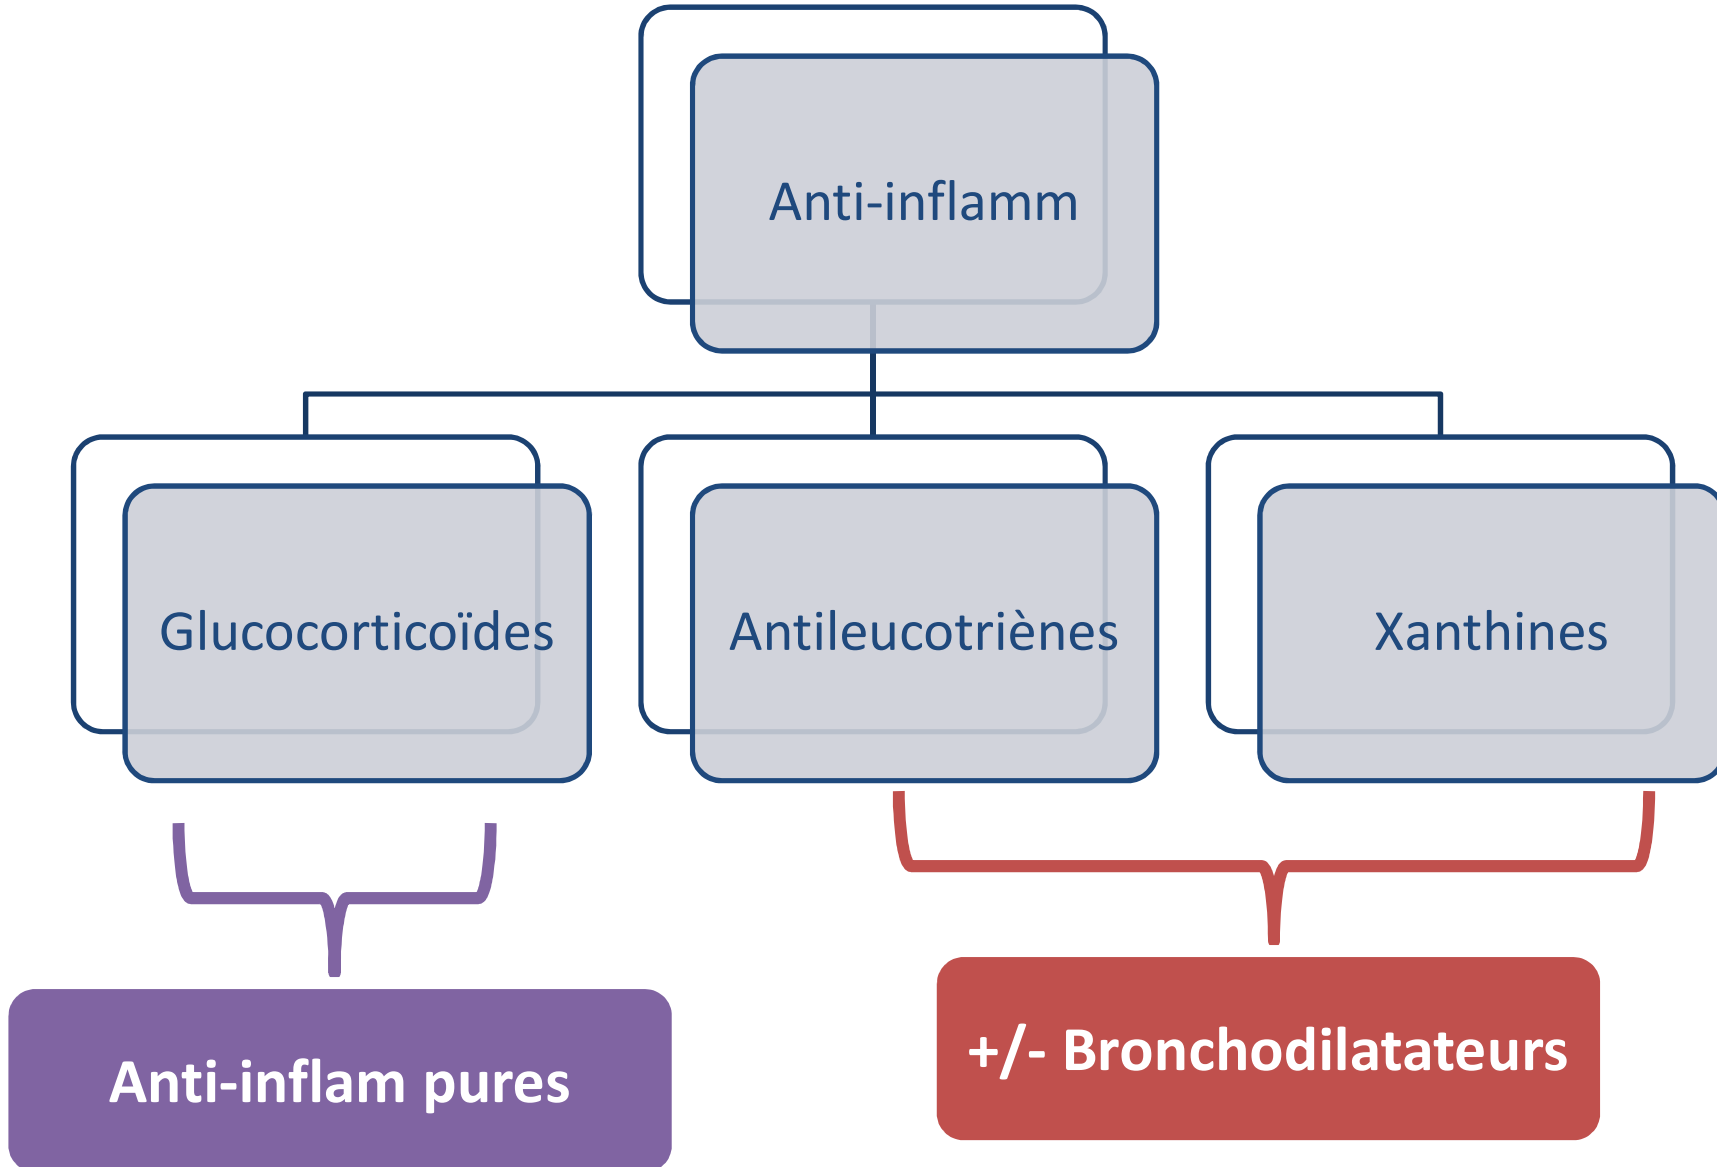 Anti-inflamm
Glucocorticoïdes
Antileucotriènes
Xanthines
Anti-inflam pures
+/- Bronchodilatateurs